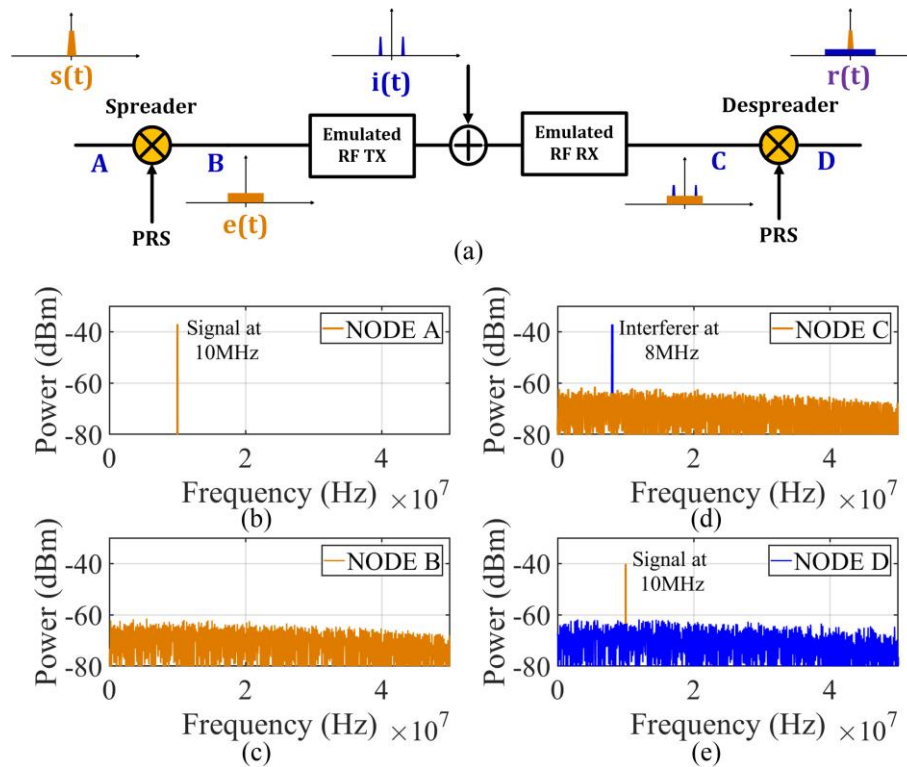 s(t)
i(t)
r(t)
Spreader
Despreader
Emulated
RF TX
Emulated
RF RX
A
B
C
D
PRS
e(t)
PRS
(a)
Power (dBm)
-40
-60
-80
Signal at
10MHz
NODE A
0
2
4
Frequency (Hz)
×10^7
(b)
Power (dBm)
-40
-60
-80
Interferer at
8MHz
NODE C
0
2
4
Frequency (Hz)
×10^7
(d)
Power (dBm)
-40
-60
-80
NODE B
0
2
4
Frequency (Hz)
×10^7
(c)
Power (dBm)
-40
-60
-80
Signal at
10MHz
NODE D
0
2
4
Frequency (Hz)
×10^7
(e)